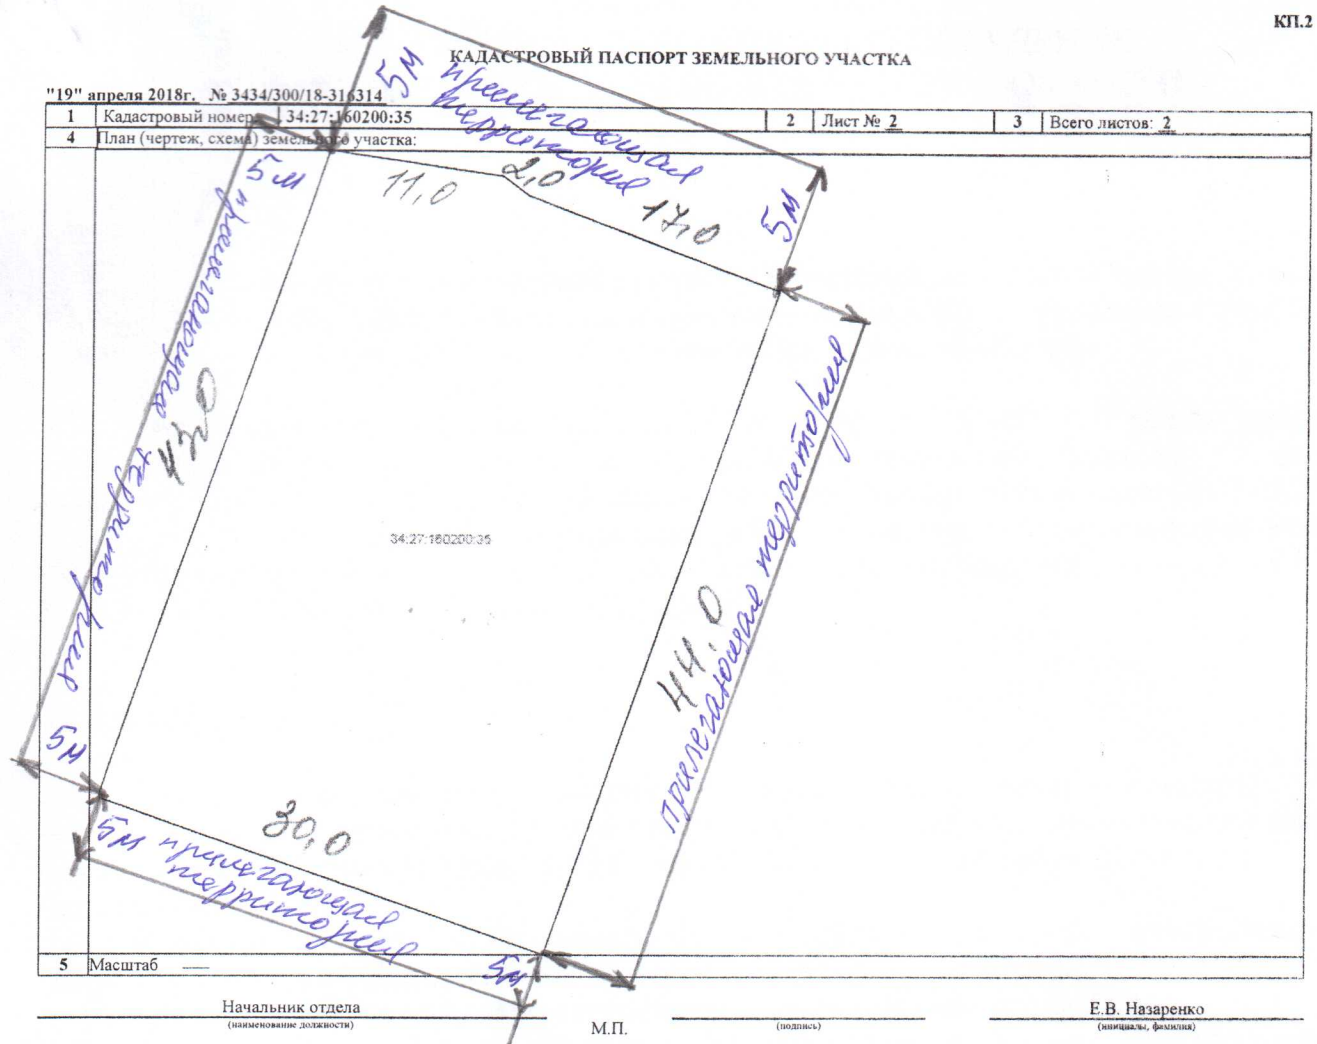 КП.2
КАДАСТРОВЫЙ ПАСПОРТ ЗЕМЕЛЬНОГО УЧАСТКА
"19" апреля 2018г. № 3434/300/18-316314
1 Кадастровый номер 34:27:160200:35 2 Лист № 2 3 Всего листов: 2
4 План (чертеж, схема) земельного участка:
5м прилегающая
территория
5м
11,0
2,0
17,0
5м
прилегающая территория
43,0
34:27:160200:35
44.0
прилегающая территория
5м
30,0
5м прилегающая
территория
5м
5 Масштаб
Начальник отдела
(наименование должности)
М.П.
(подпись)
Е.В. Назаренко
(инициалы, фамилия)